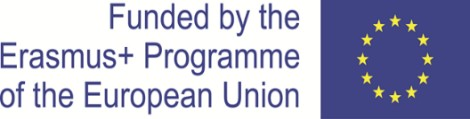 Funded by the
Erasmus+ Programme
of the European Union